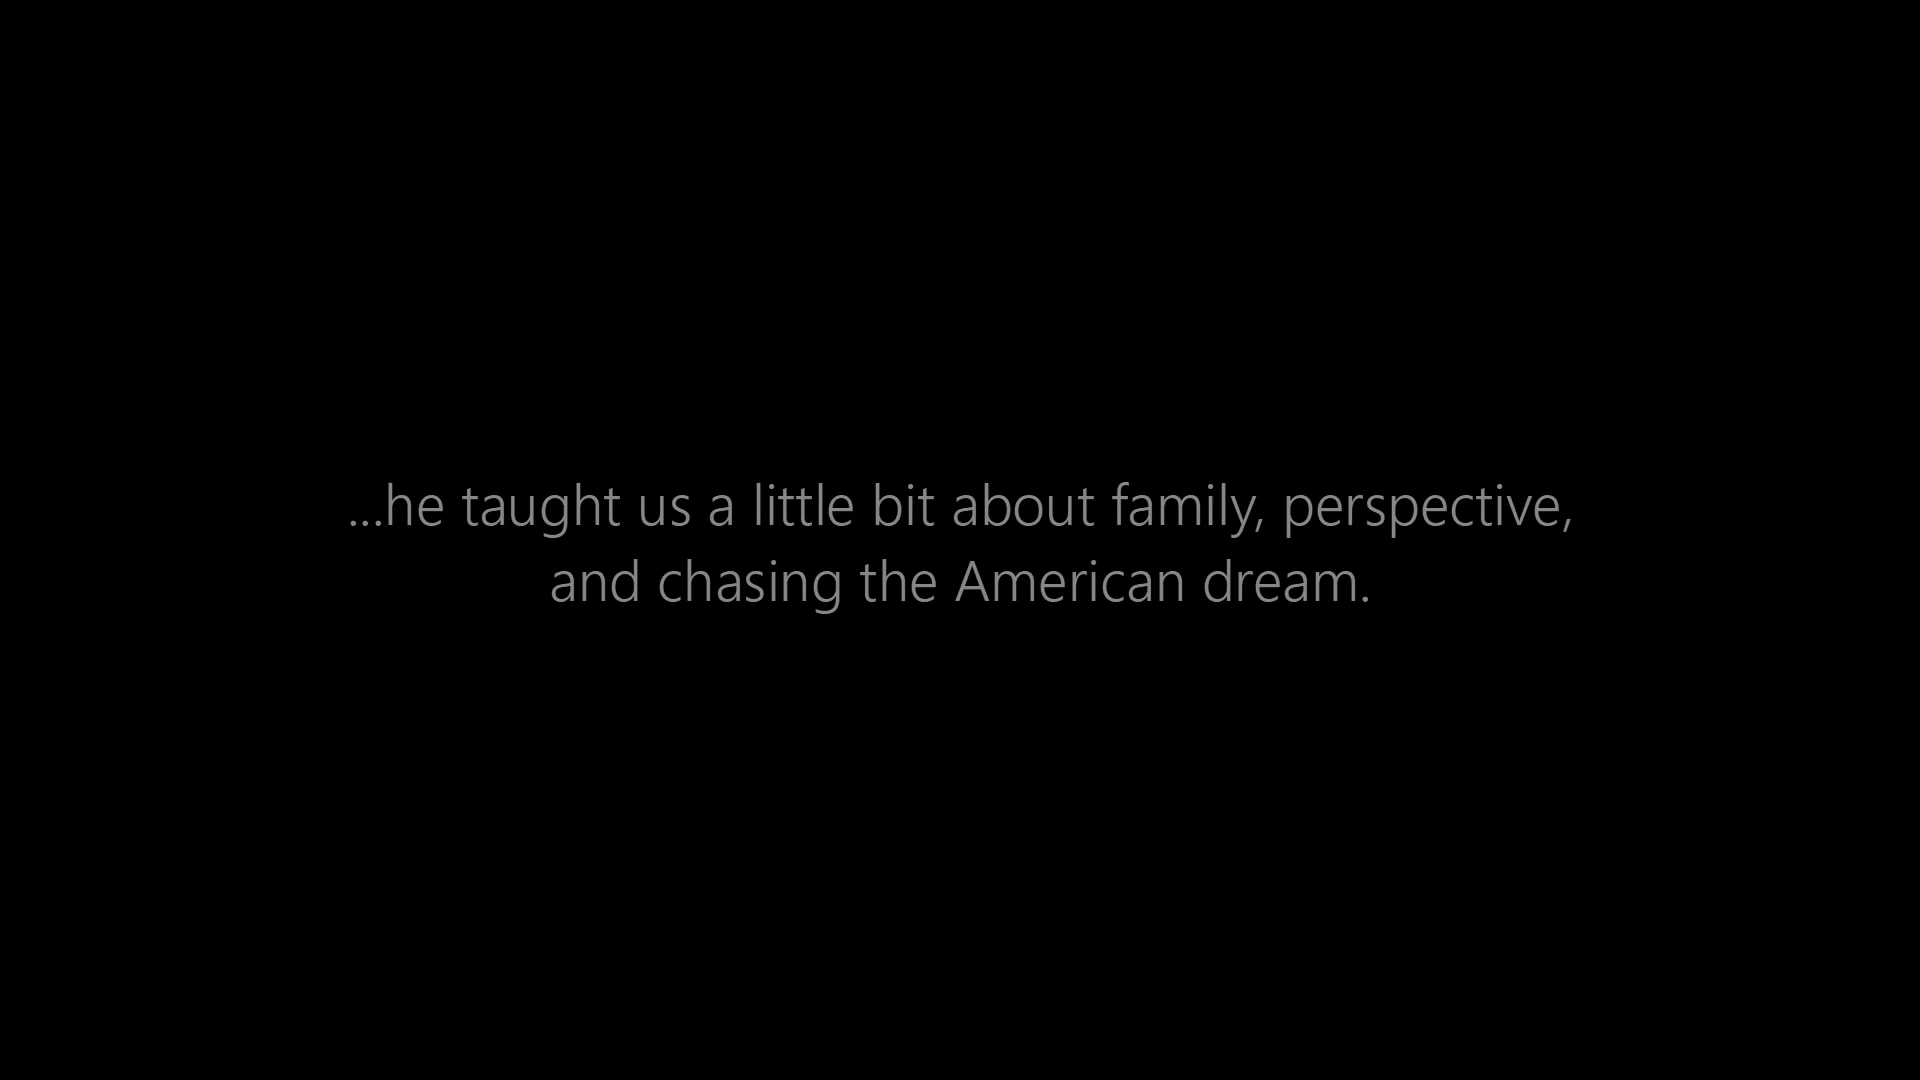 ...he taught us a little bit about family, perspective,
and chasing the American dream.